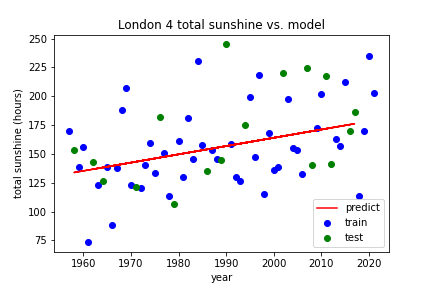 London 4 total sunshine vs. model
250
225
200
175
150
125
100
75
total sunshine (hours)
1960 1970 1980 1990 2000 2010 2020
year
predict
train
test